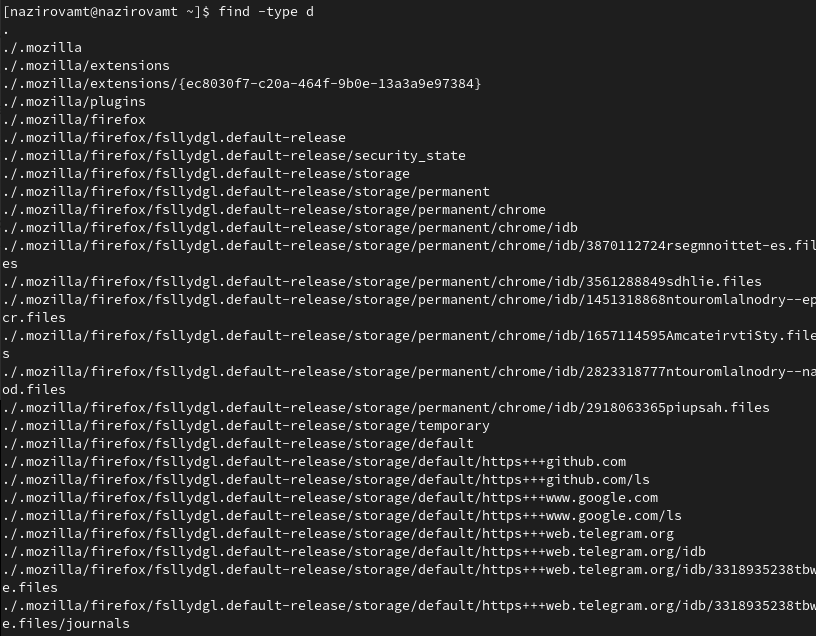 [nazirovamt@nazirovamt ~]$ find -type d
.
./.mozilla
./.mozilla/extensions
./.mozilla/extensions/{ec8030f7-c20a-464f-9b0e-13a3a9e97384}
./.mozilla/plugins
./.mozilla/firefox
./.mozilla/firefox/fsllydgl.default-release
./.mozilla/firefox/fsllydgl.default-release/security_state
./.mozilla/firefox/fsllydgl.default-release/storage
./.mozilla/firefox/fsllydgl.default-release/storage/permanent
./.mozilla/firefox/fsllydgl.default-release/storage/permanent/chrome
./.mozilla/firefox/fsllydgl.default-release/storage/permanent/chrome/idb
./.mozilla/firefox/fsllydgl.default-release/storage/permanent/chrome/idb/3870112724rsegmnoittet-es.fil
es
./.mozilla/firefox/fsllydgl.default-release/storage/permanent/chrome/idb/3561288849sdhlie.files
./.mozilla/firefox/fsllydgl.default-release/storage/permanent/chrome/idb/1451318868ntouromlalnodry--ep
cr.files
./.mozilla/firefox/fsllydgl.default-release/storage/permanent/chrome/idb/1657114595AmcateirvtiSty.file
s
./.mozilla/firefox/fsllydgl.default-release/storage/permanent/chrome/idb/2823318777ntouromlalnodry--na
od.files
./.mozilla/firefox/fsllydgl.default-release/storage/permanent/chrome/idb/2918063365piupsah.files
./.mozilla/firefox/fsllydgl.default-release/storage/temporary
./.mozilla/firefox/fsllydgl.default-release/storage/default
./.mozilla/firefox/fsllydgl.default-release/storage/default/https+++github.com
./.mozilla/firefox/fsllydgl.default-release/storage/default/https+++github.com/ls
./.mozilla/firefox/fsllydgl.default-release/storage/default/https+++www.google.com
./.mozilla/firefox/fsllydgl.default-release/storage/default/https+++www.google.com/ls
./.mozilla/firefox/fsllydgl.default-release/storage/default/https+++web.telegram.org
./.mozilla/firefox/fsllydgl.default-release/storage/default/https+++web.telegram.org/idb
./.mozilla/firefox/fsllydgl.default-release/storage/default/https+++web.telegram.org/idb/3318935238tbw
e.files
./.mozilla/firefox/fsllydgl.default-release/storage/default/https+++web.telegram.org/idb/3318935238tbw
e.files/journals